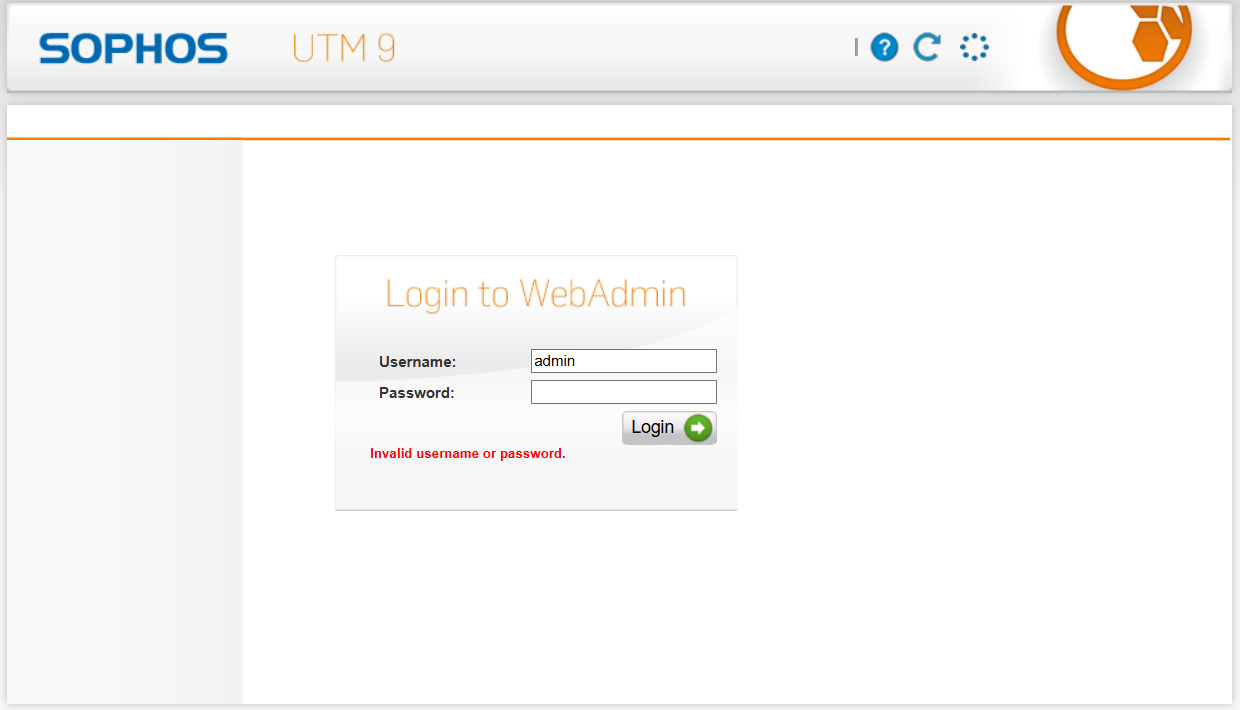 SOPHOS UTM 9 | ?
Login to WebAdmin
Username: admin
Password:
Login
Invalid username or password.